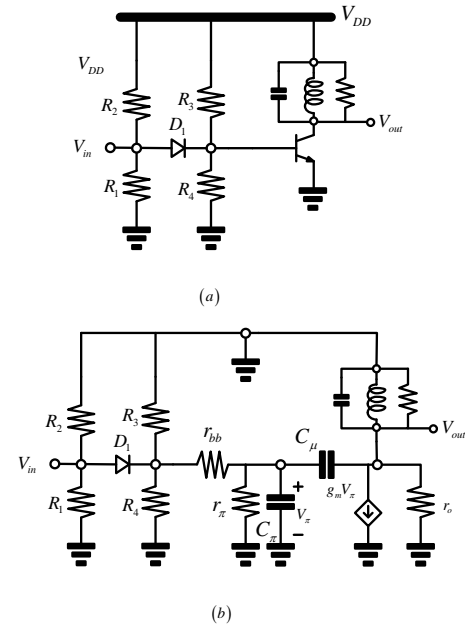 V_DD
V_DD
R_2
R_3
V_out
V_in
D_1
R_1
R_4
(a)
R_2
R_3
V_out
V_in
D_1
r_bb
C_μ
R_1
R_4
r_π
C_π
+
V_π
−
g_m V_π
r_o
(b)